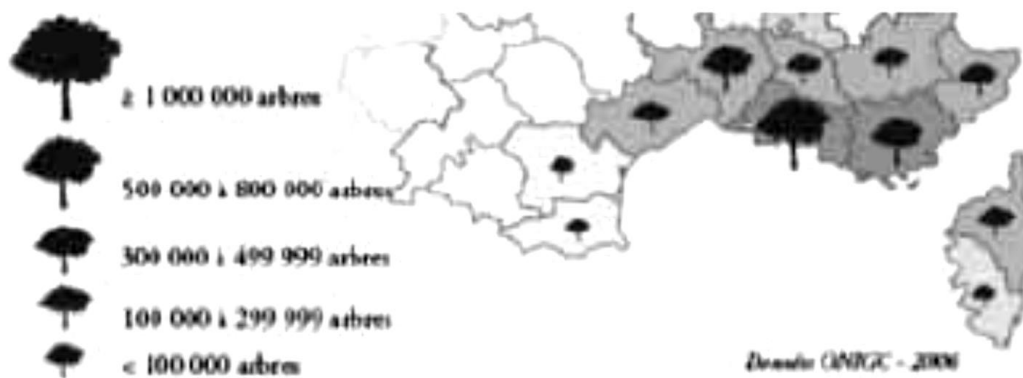 ≥ 1 000 000 arbres
500 000 à 800 000 arbres
300 000 à 499 999 arbres
100 000 à 299 999 arbres
< 100 000 arbres
Données ONIGC - 2006